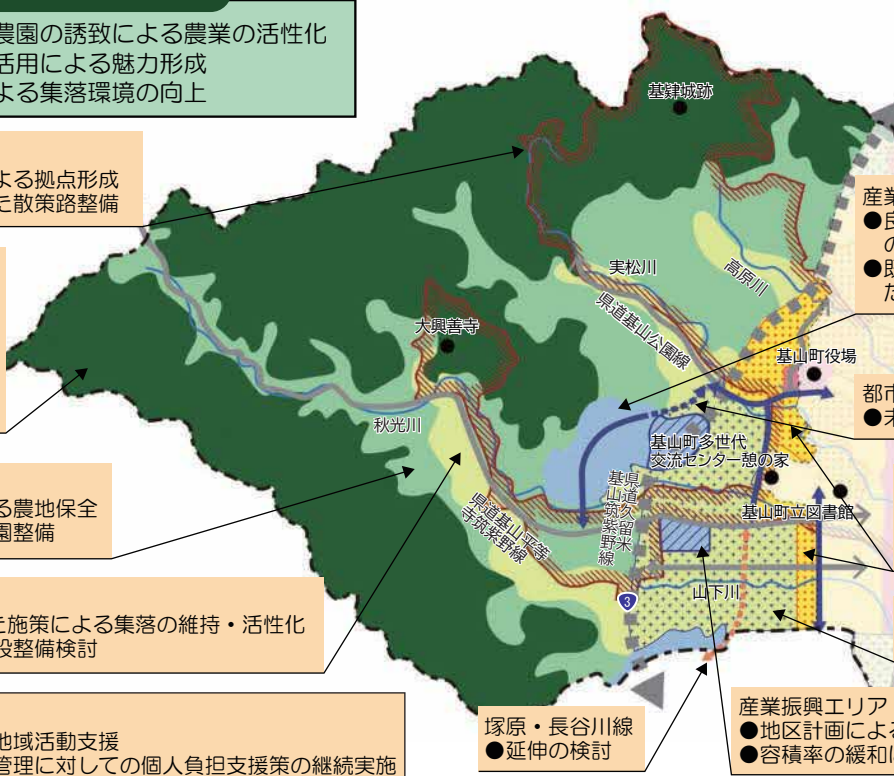 農園の誘致による農業の活性化
活用による魅力形成
よる集落環境の向上
よる拠点形成
た散策路整備
る農地保全
園整備
た施策による集落の維持・活性化
設整備検討
地域活動支援
管理に対しての個人負担支援策の継続実施
基肄城跡
実松川
高原川
県道基山公園線
大興善寺
秋光川
基山町役場
基山町多世代
交流センター憩の家
基山町立図書館
県道久留米
基山筑紫野線
県道基山平等
寺筑紫野線
3
山下川
産業
●良
の
●既
た
都市
●未
塚原・長谷川線
●延伸の検討
産業振興エリア
●地区計画による
●容積率の緩和に